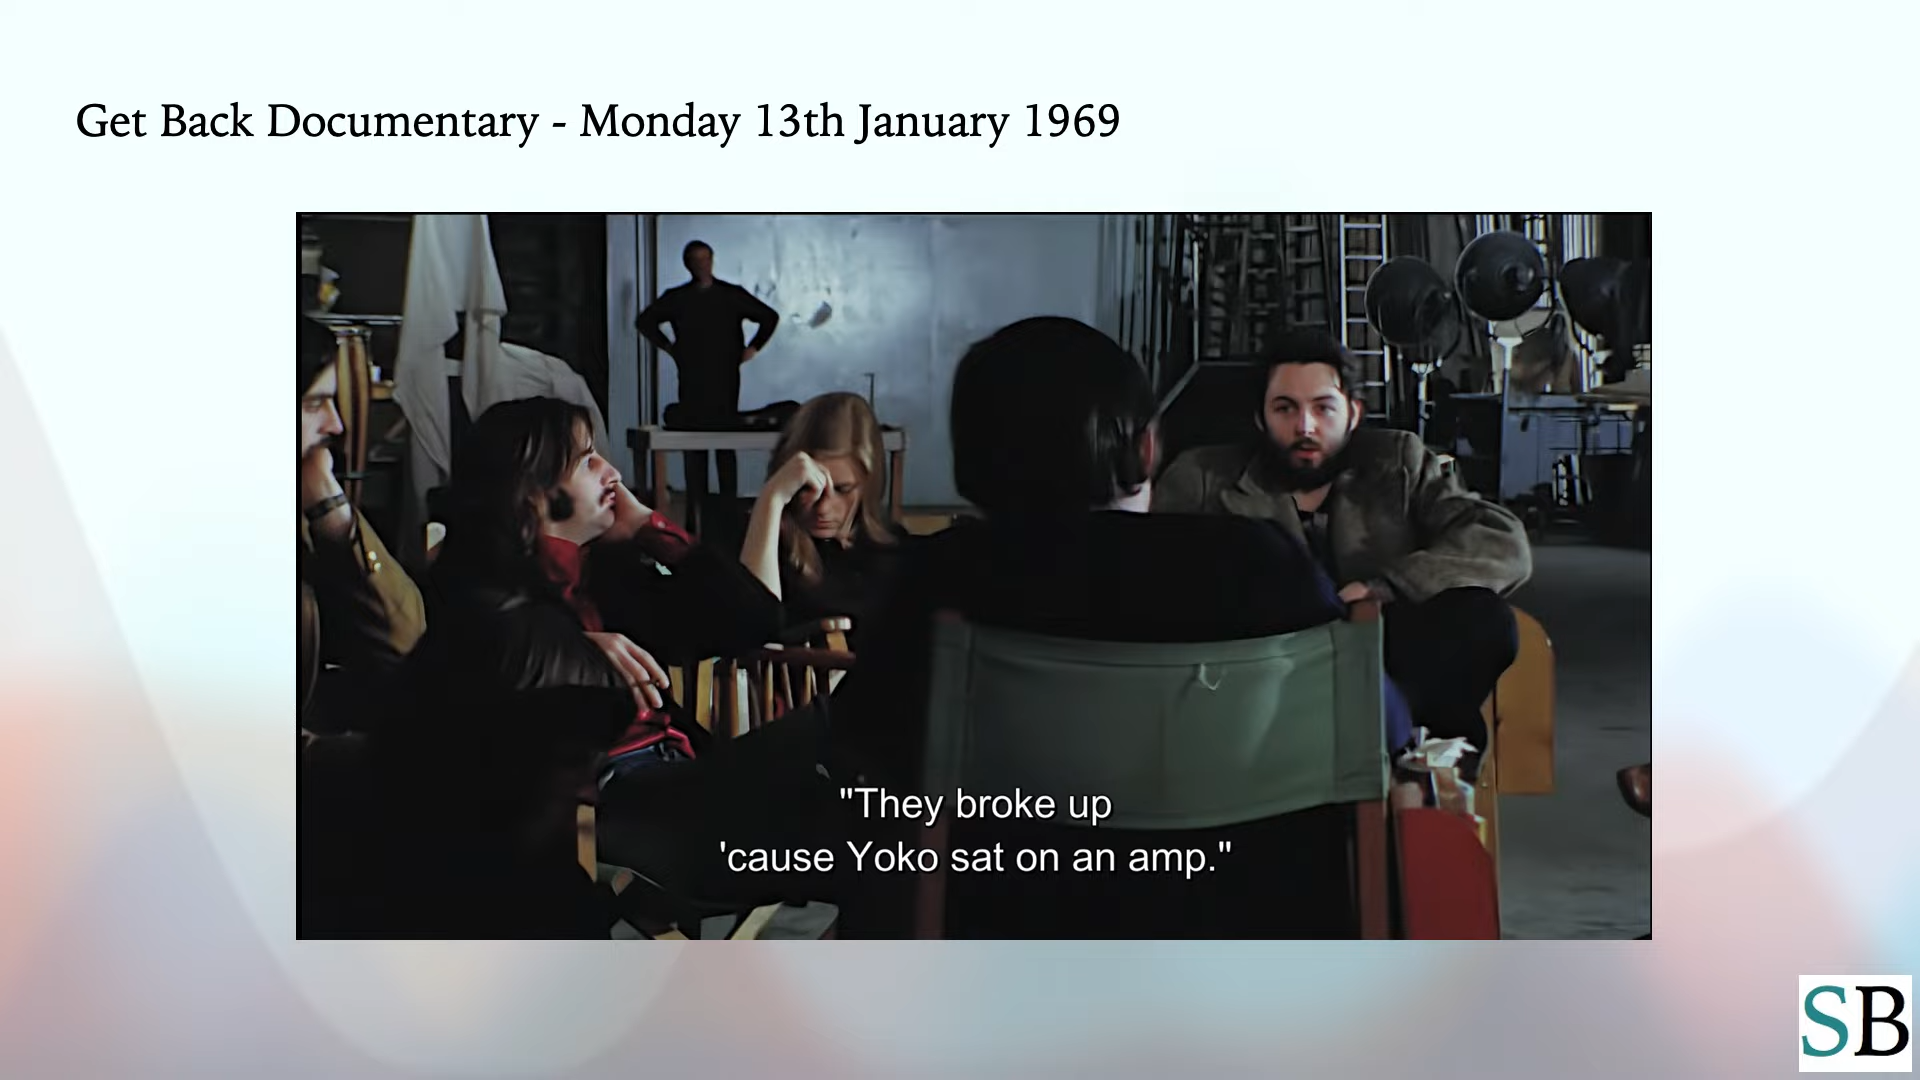 Get Back Documentary - Monday 13th January 1969
"They broke up
'cause Yoko sat on an amp."
SB